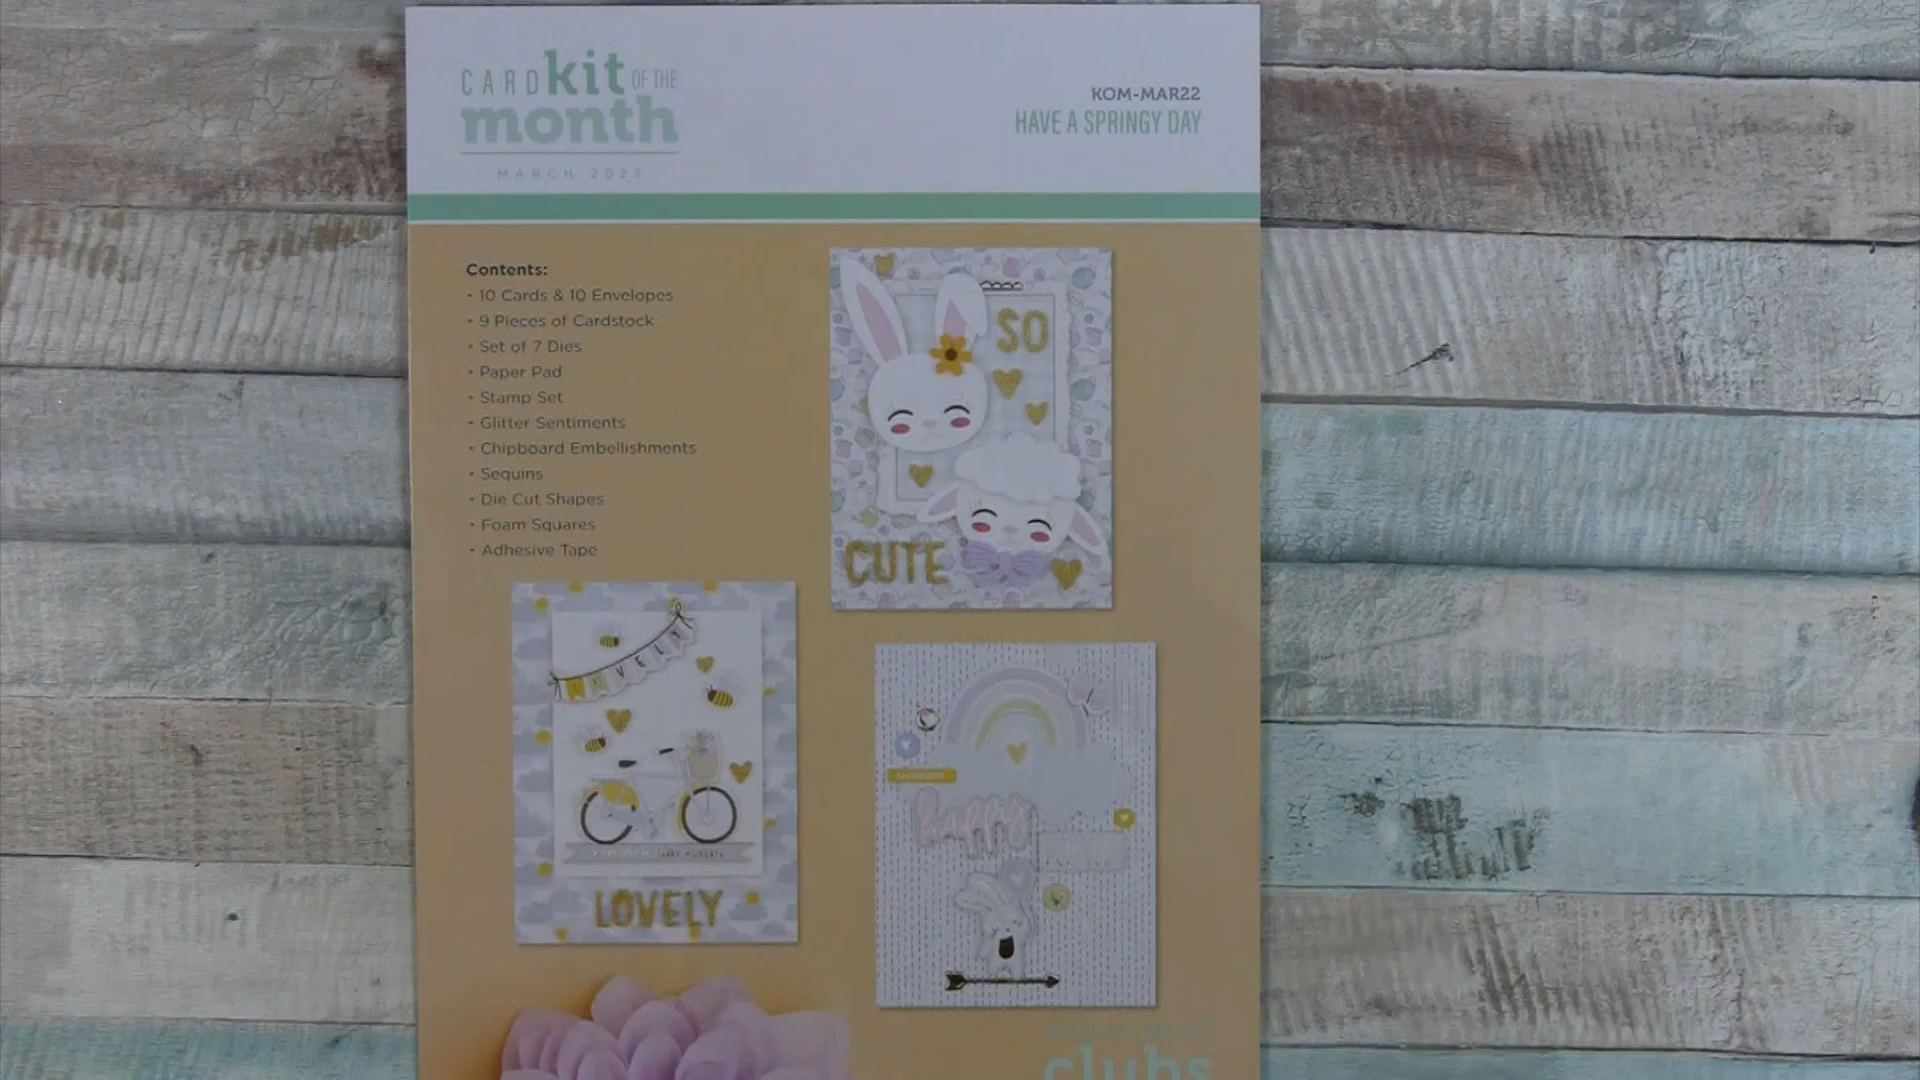 CARD kit OF THE
month
MARCH 2022
KOM-MAR22
HAVE A SPRINGY DAY
Contents:
• 10 Cards & 10 Envelopes
• 9 Pieces of Cardstock
• Set of 7 Dies
• Paper Pad
• Stamp Set
• Glitter Sentiments
• Chipboard Embellishments
• Sequins
• Die Cut Shapes
• Foam Squares
• Adhesive Tape
SO
CUTE
LOVELY
LOVELY
happy
clubs